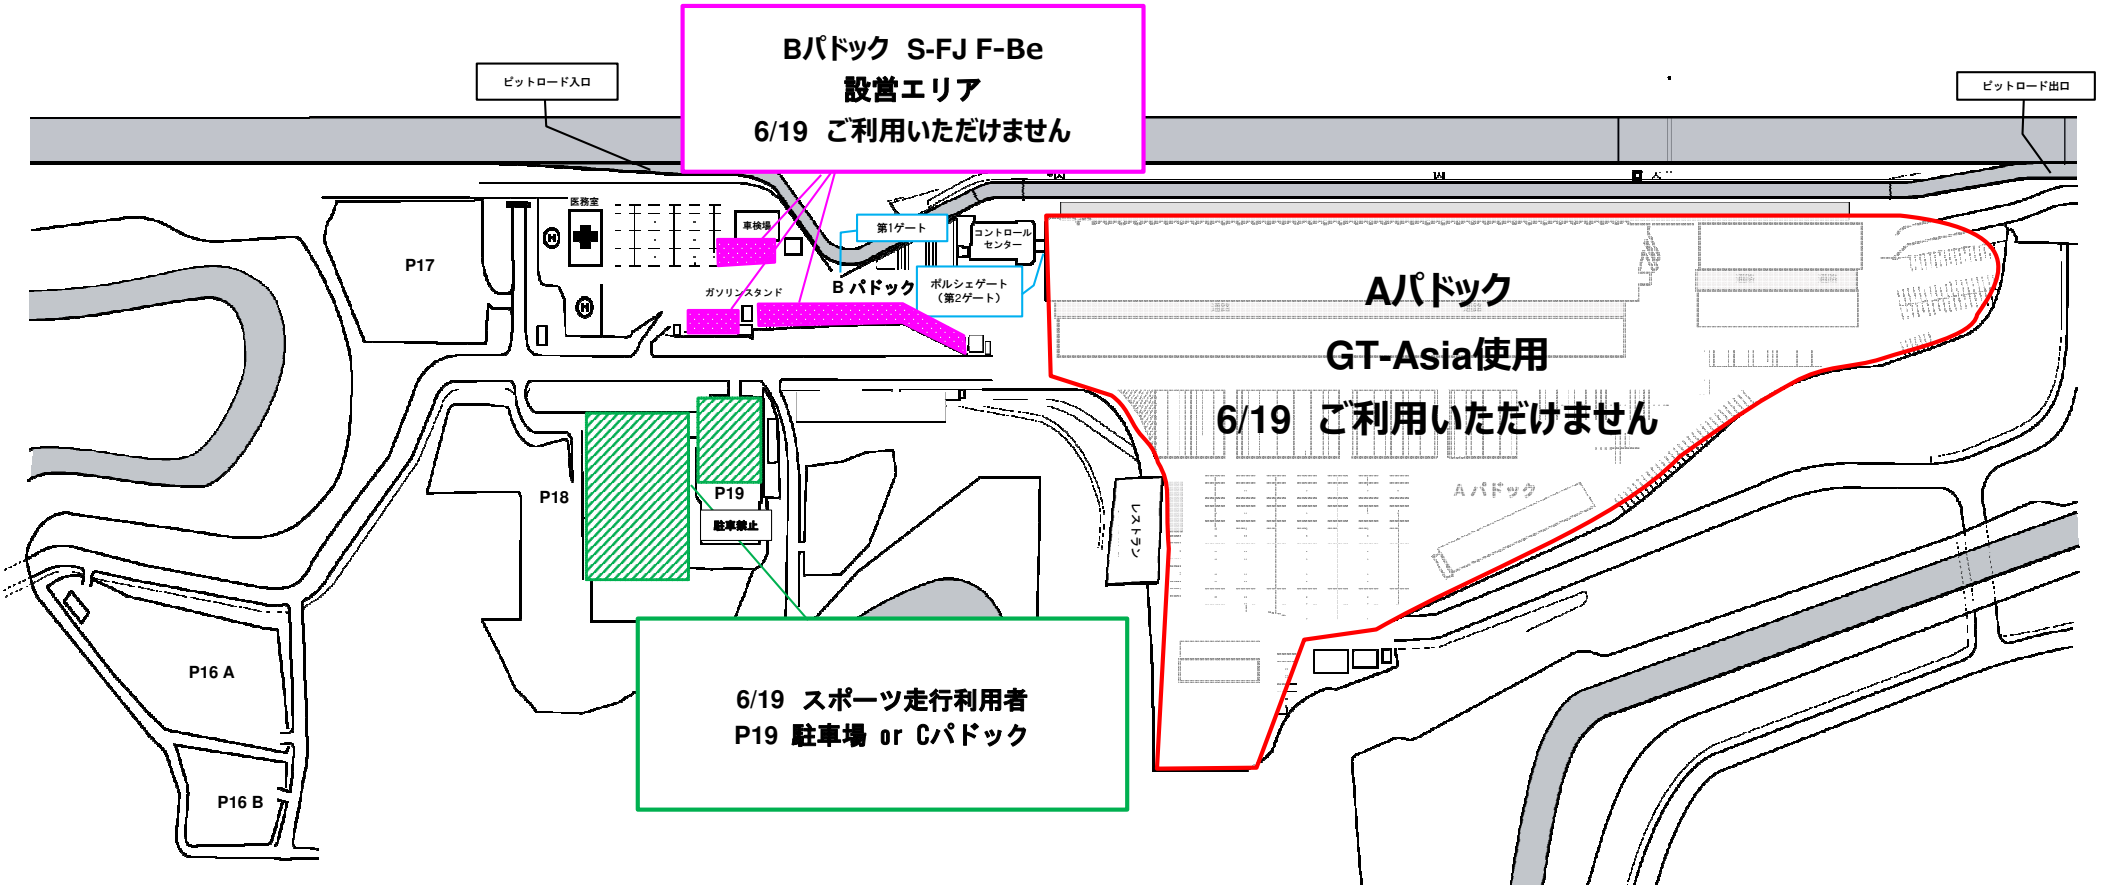 Bパドック S-FJ F-Be
設営エリア
6/19 ご利用いただけません
ピットロード入口
ピットロード出口
医務室
車検場
第1ゲート
コントロール
センター
H
P17
ガソリンスタンド
B パドック
ポルシェゲート
（第2ゲート）
H
Aパドック
GT-Asia使用
6/19 ご利用いただけません
A パドック
P18
P19
駐車禁止
レストラン
P16 A
P16 B
6/19 スポーツ走行利用者
P19 駐車場 or Cパドック